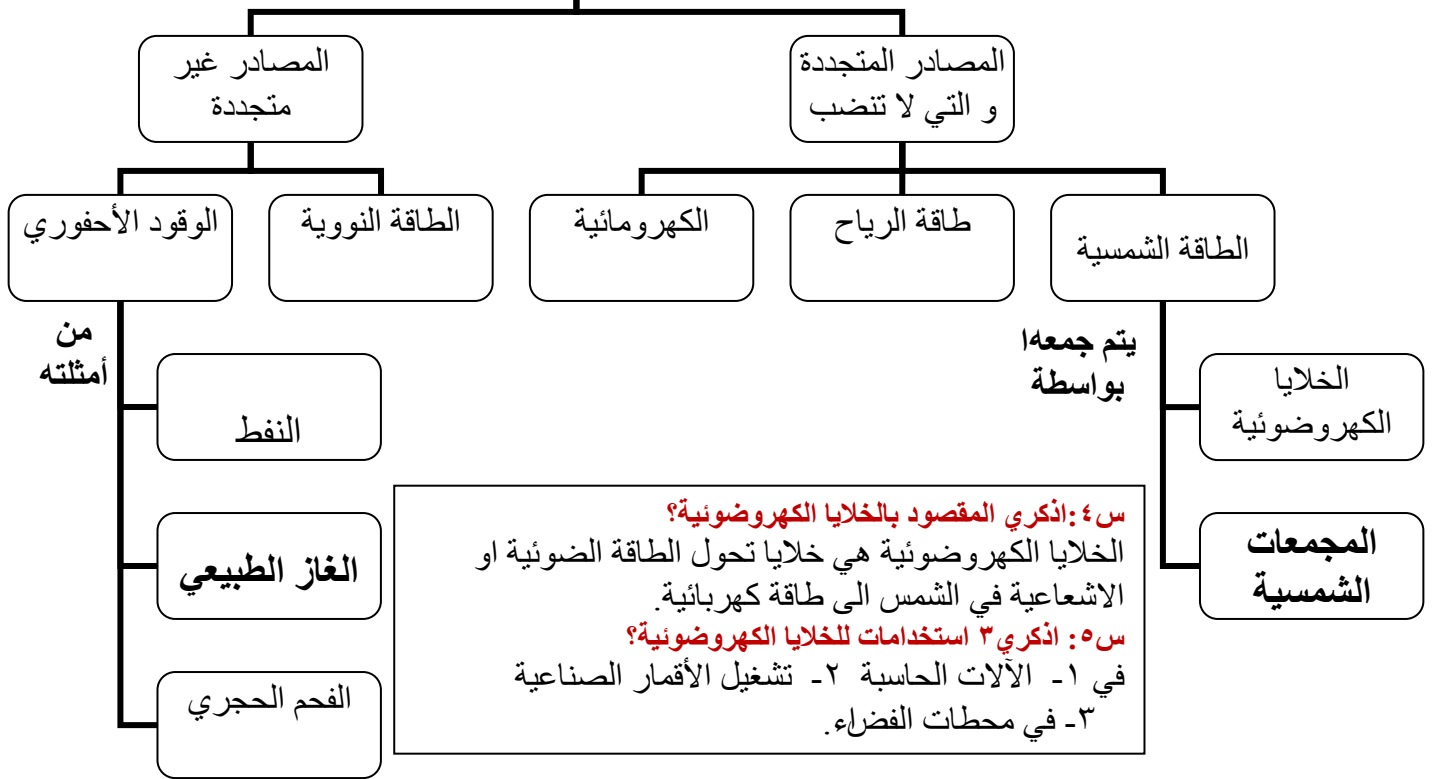 المصادر المتجددة
و التي لا تنضب
المصادر غير
متجددة
الطاقة الشمسية
طاقة الرياح
الكهرومائية
الطاقة النووية
الوقود الأحفوري
يتم جمعها
بواسطة
الخلايا
الكهروضوئية
المجمعات
الشمسية
من
أمثلته
النفط
الغاز الطبيعي
الفحم الحجري
س٤:اذكري المقصود بالخلايا الكهروضوئية؟
الخلايا الكهروضوئية هي خلايا تحول الطاقة الضوئية او
الاشعاعية في الشمس الى طاقة كهربائية.
س٥: اذكري٣ استخدامات للخلايا الكهروضوئية؟
في ١- الآلات الحاسبة ٢- تشغيل الأقمار الصناعية
٣- في محطات الفضاء.